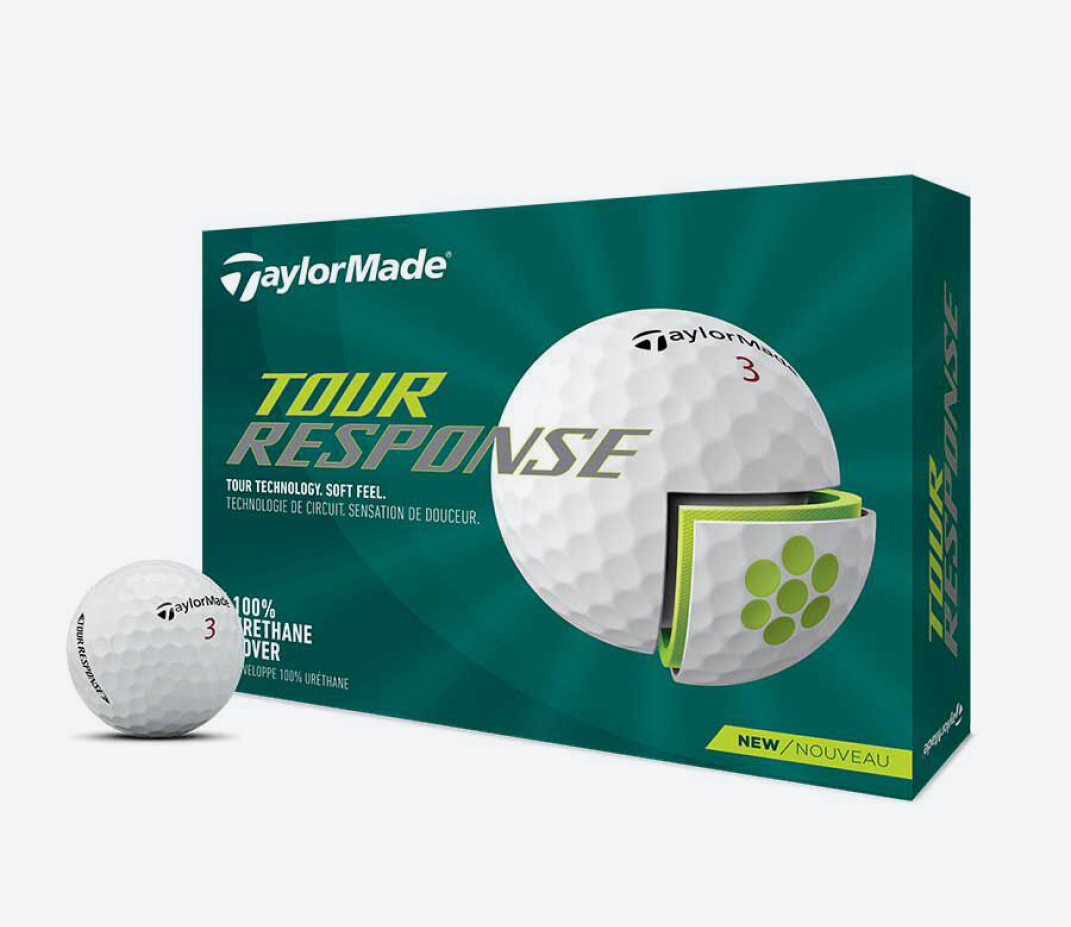 TaylorMade®
TaylorMade
3
TOUR
RESPONSE
TOUR TECHNOLOGY. SOFT FEEL.
TECHNOLOGIE DE CIRCUIT. SENSATION DE DOUCEUR.
100%
URETHANE
COVER
ENVELOPPE 100% URÉTHANE
TaylorMade
3
TOUR RESPONSE
NEW/NOUVEAU
TOUR
RESPONSE
TaylorMade